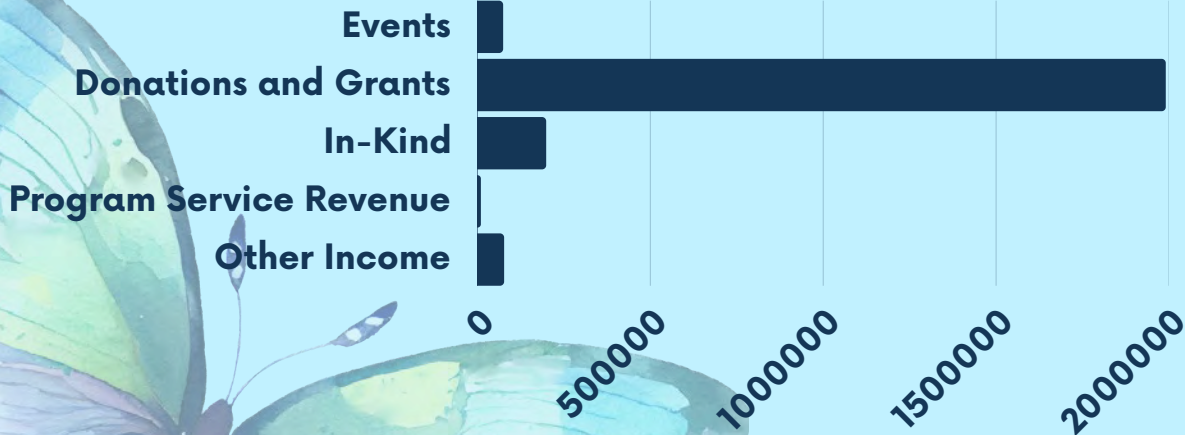 Events
Donations and Grants
In-Kind
Program Service Revenue
Other Income
0
500000
1000000
1500000
2000000